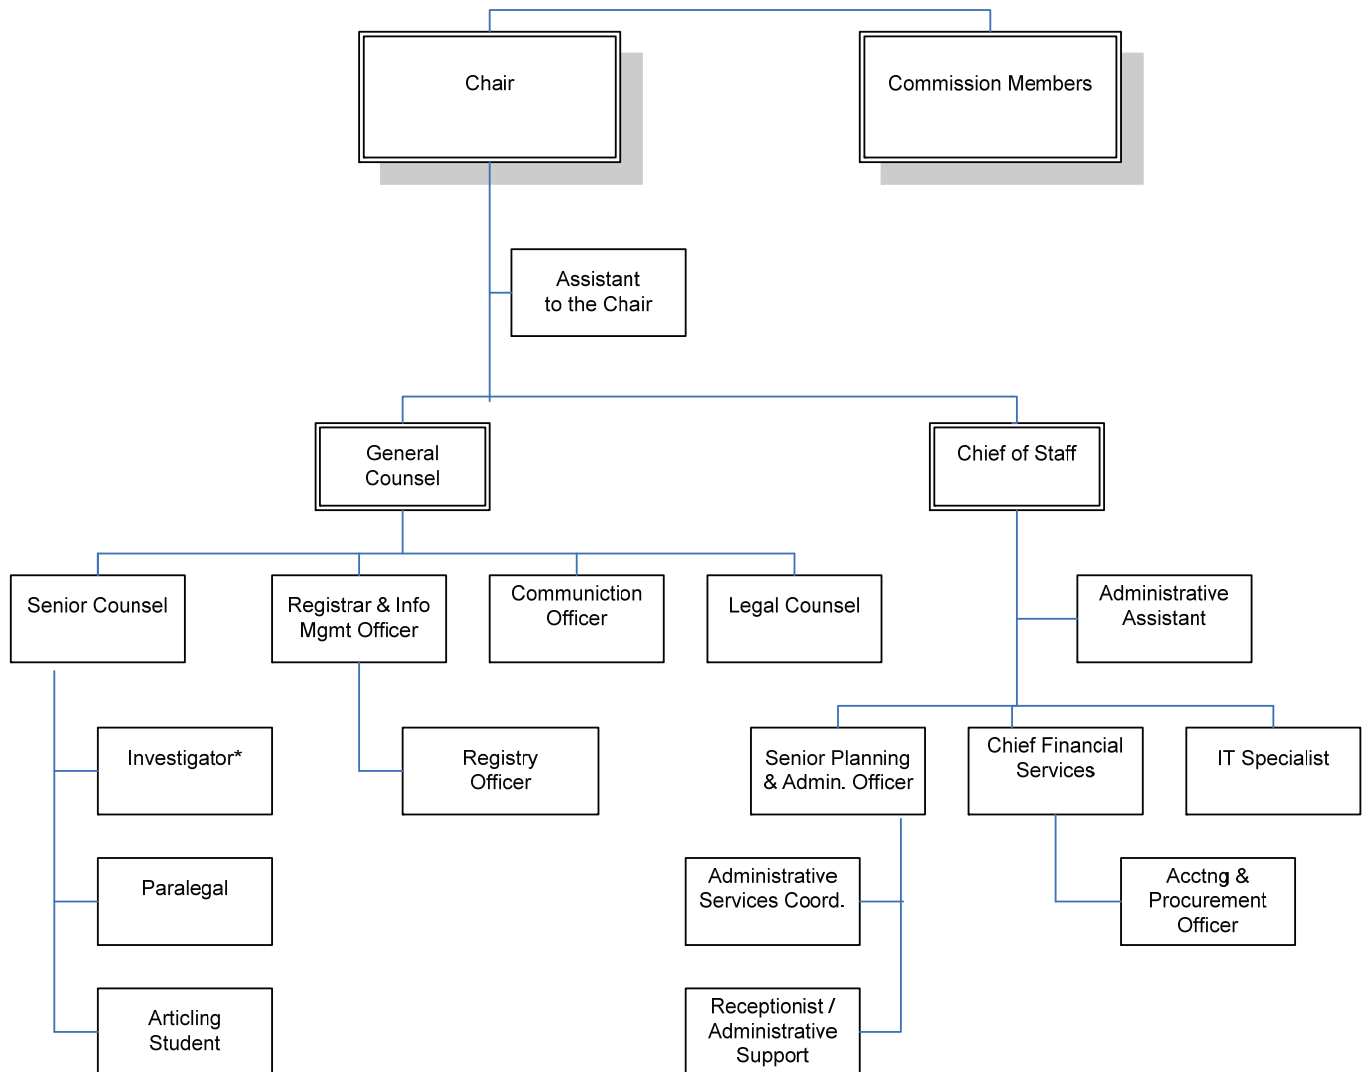 Chair
Commission Members
Assistant
to the Chair
General
Counsel
Chief of Staff
Senior Counsel
Registrar & Info
Mgmt Officer
Communiction
Officer
Legal Counsel
Administrative
Assistant
Investigator*
Registry
Officer
Senior Planning
& Admin. Officer
Chief Financial
Services
IT Specialist
Paralegal
Administrative
Services Coord.
Acctng &
Procurement
Officer
Articling
Student
Receptionist /
Administrative
Support